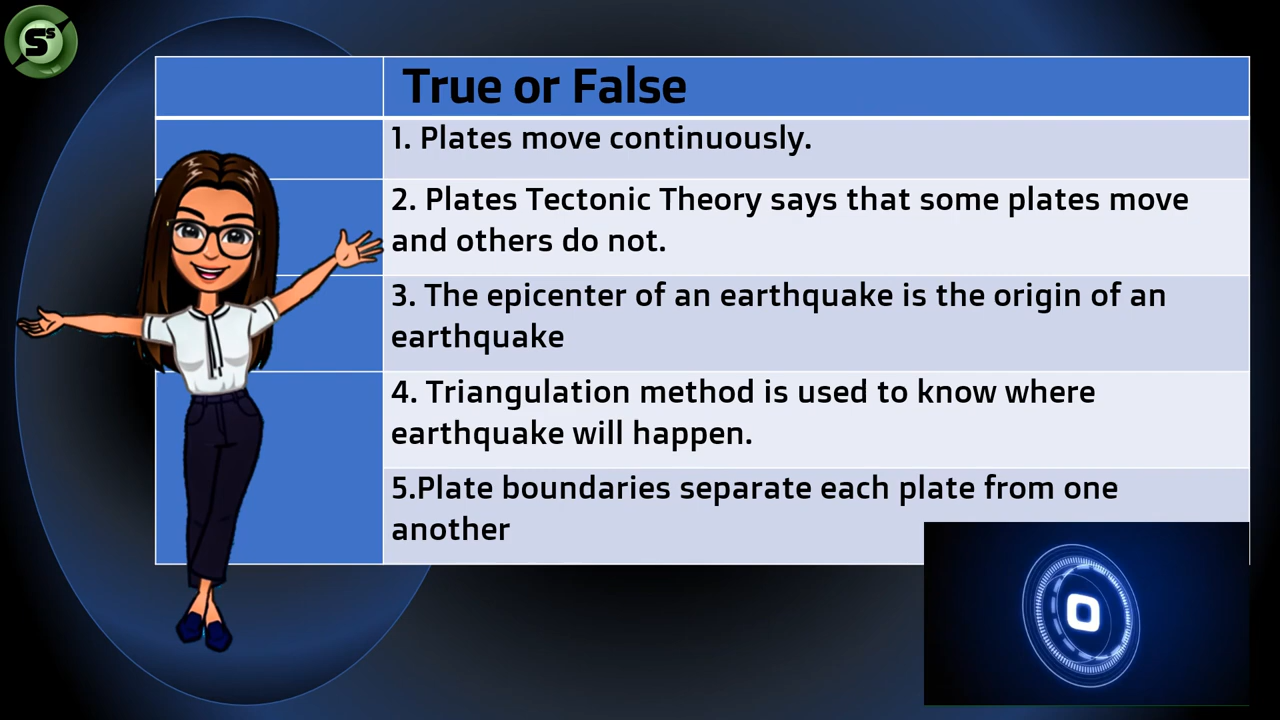 Ss
True or False
1. Plates move continuously.
2. Plates Tectonic Theory says that some plates move
and others do not.
3. The epicenter of an earthquake is the origin of an
earthquake
4. Triangulation method is used to know where
earthquake will happen.
5.Plate boundaries separate each plate from one
another
0